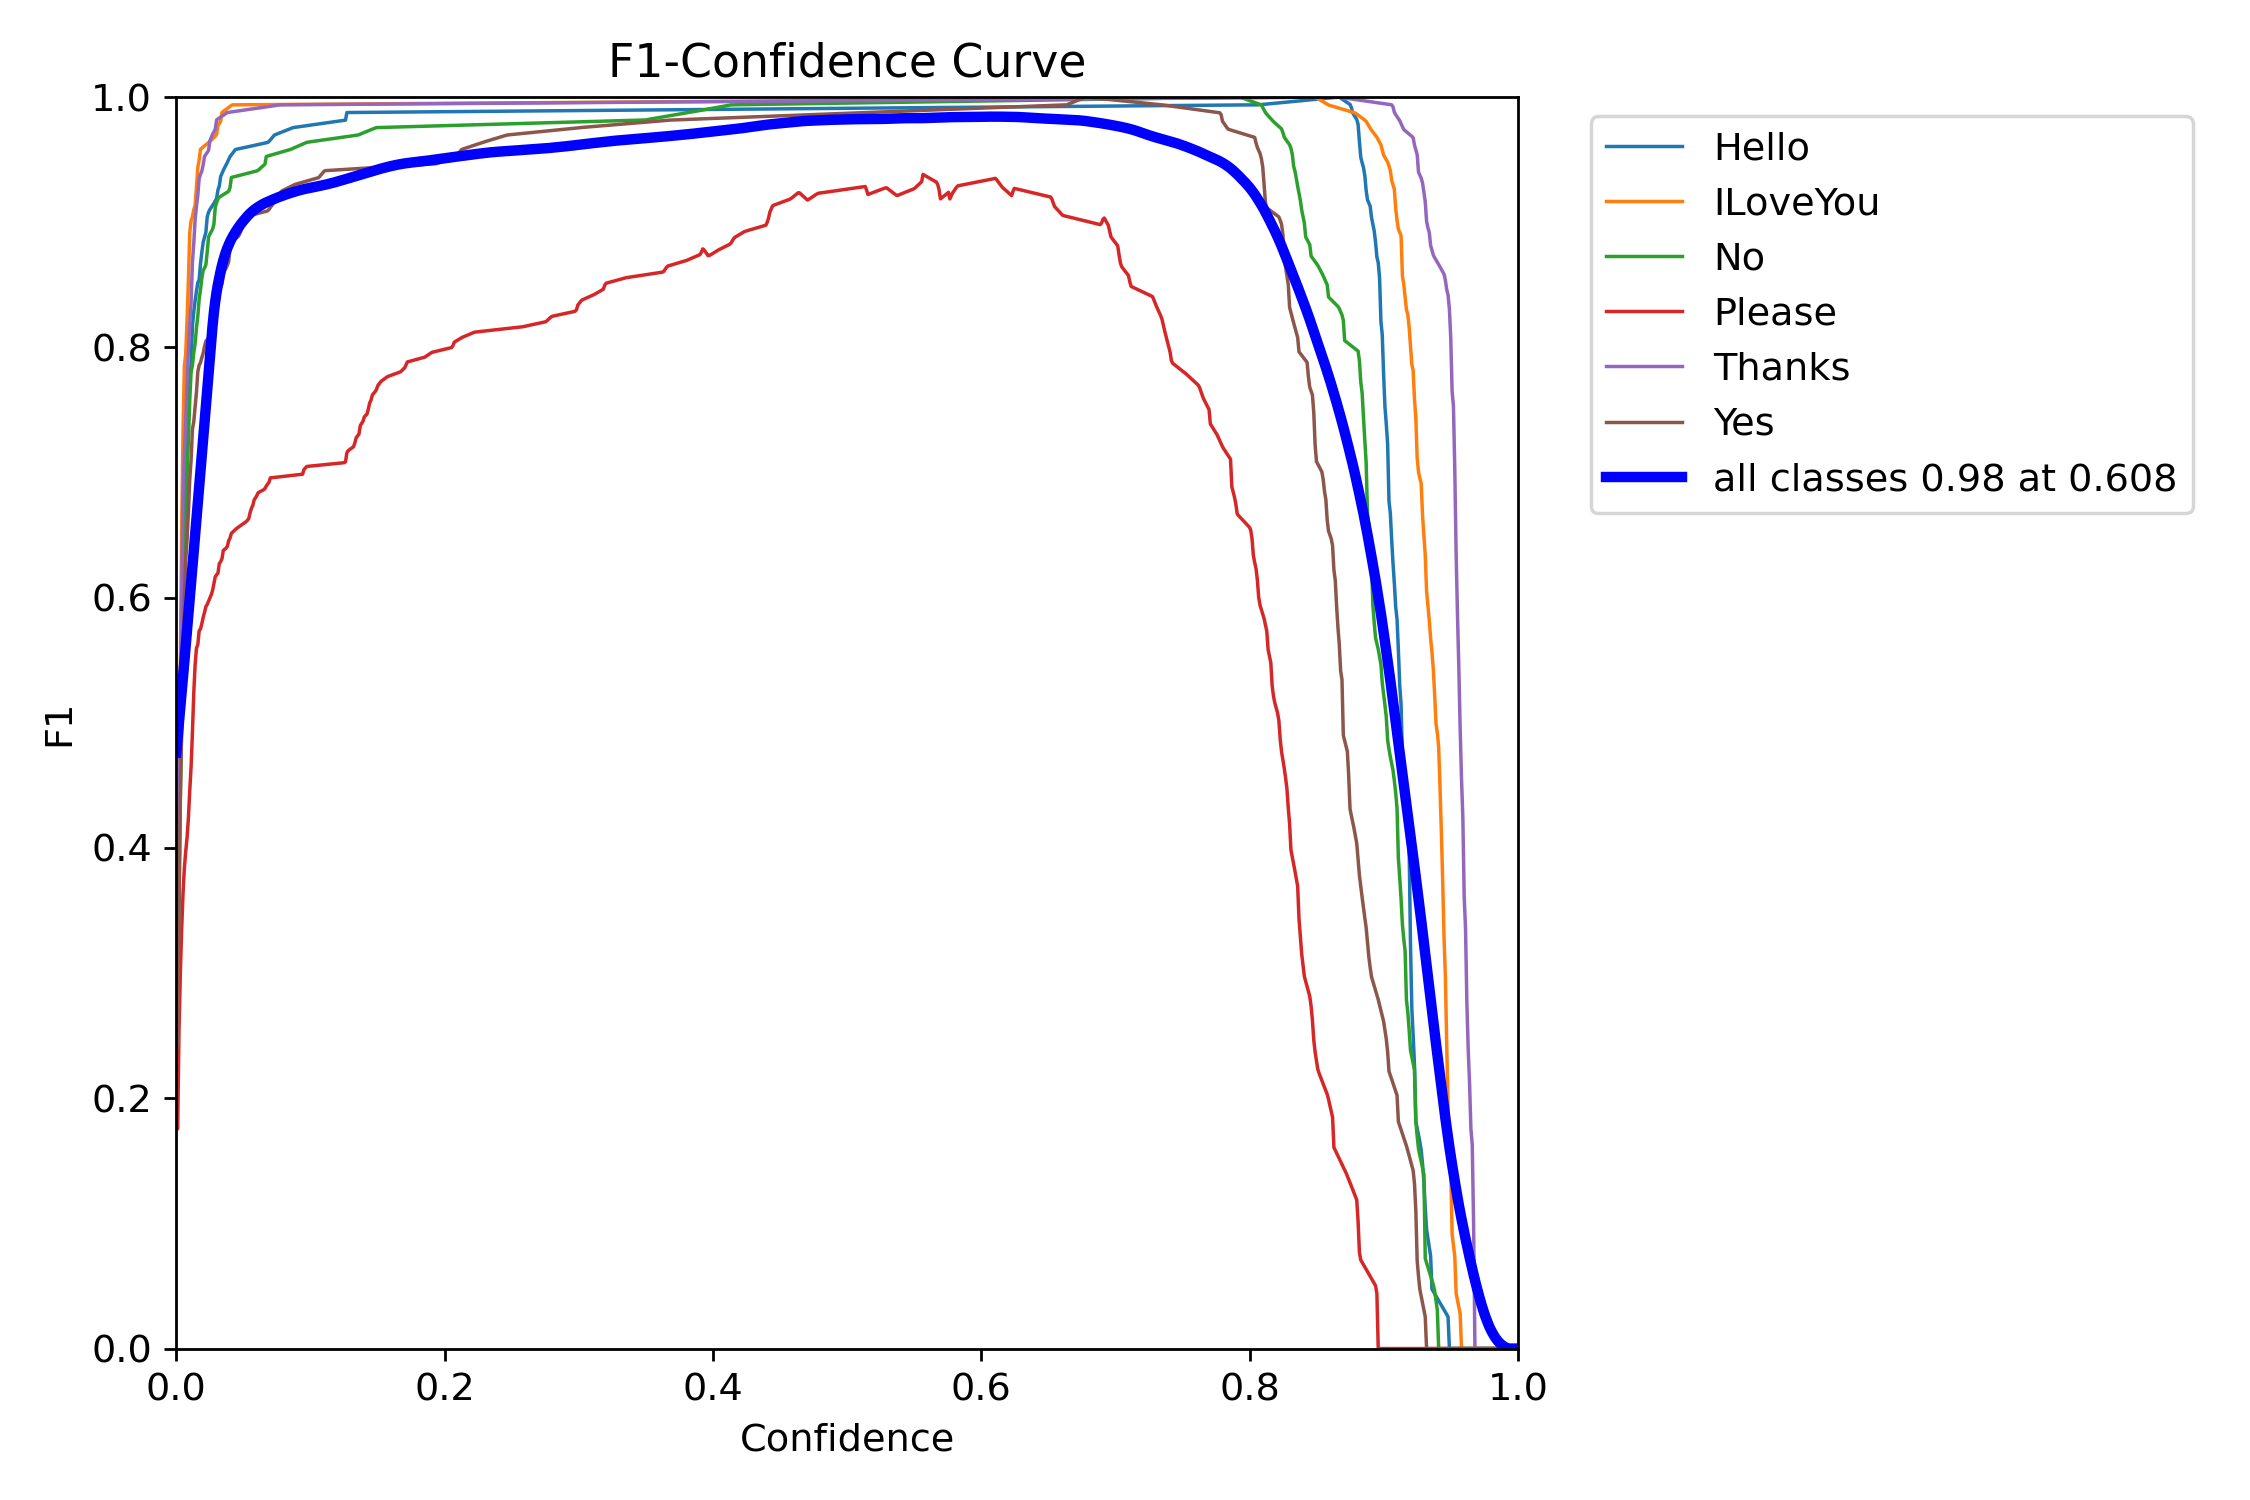 F1-Confidence Curve
1.0
0.8
0.6
0.4
0.2
0.0
F1
0.0 0.2 0.4 0.6 0.8 1.0
Confidence
Hello
ILoveYou
No
Please
Thanks
Yes
all classes 0.98 at 0.608